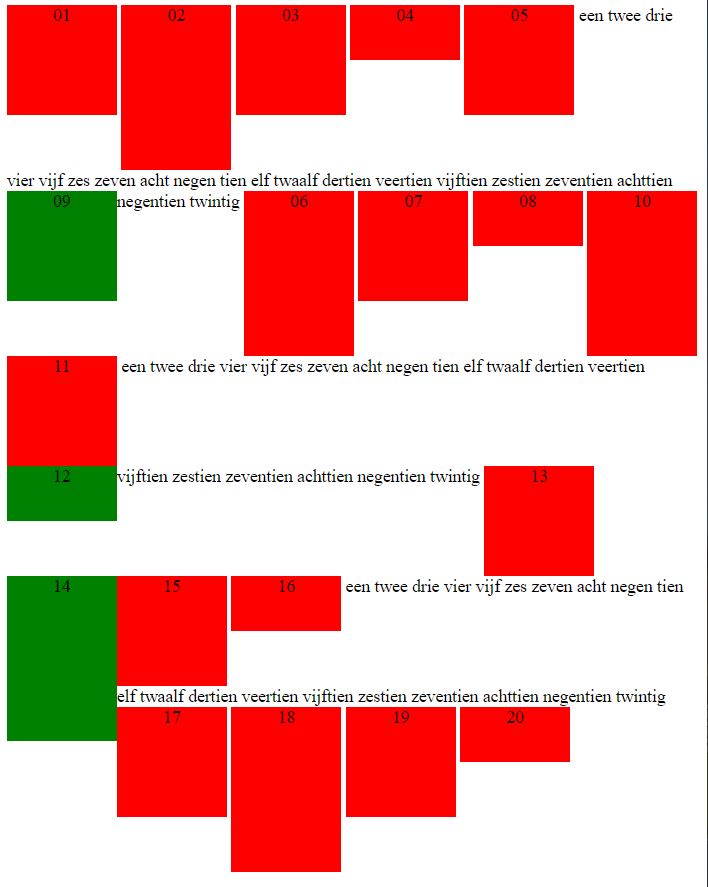 01 02 03 04 05 een twee drie
vier vijf zes zeven acht negen tien elf twaalf dertien veertien vijftien zestien zeventien achttien
09 negentien twintig 06 07 08 10
11 een twee drie vier vijf zes zeven acht negen tien elf twaalf dertien veertien
12 vijftien zestien zeventien achttien negentien twintig 13
14 15 16 een twee drie vier vijf zes zeven acht negen tien
elf twaalf dertien veertien vijftien zestien zeventien achttien negentien twintig
17 18 19 20